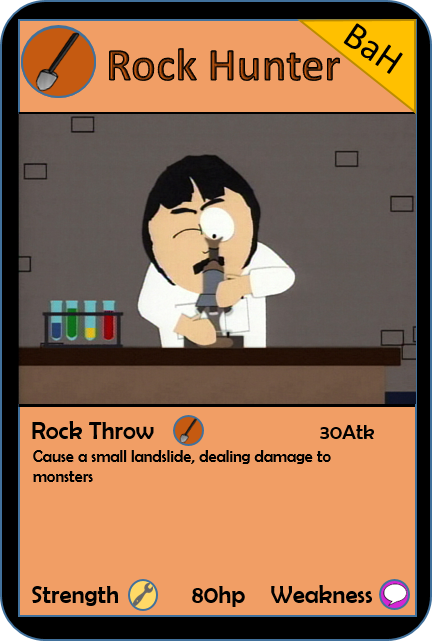 Rock Hunter
BaH
Rock Throw 30Atk
Cause a small landslide, dealing damage to
monsters
Strength 80hp Weakness